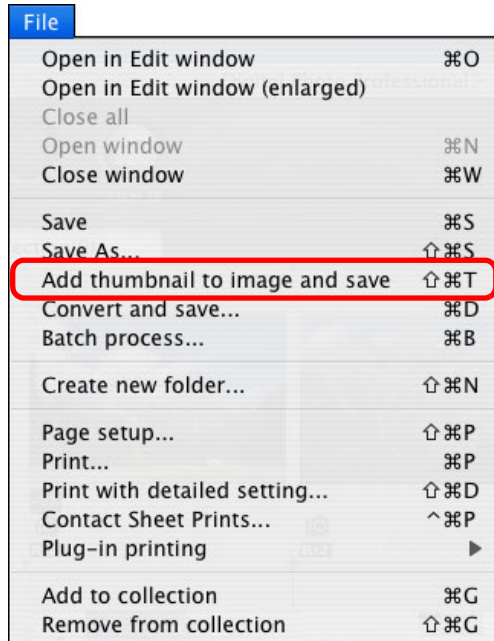 File
Open in Edit window ⌘O
Open in Edit window (enlarged)
Close all
Open window ⌘N
Close window ⌘W
Save ⌘S
Save As... ⇧⌘S
Add thumbnail to image and save ⇧⌘T
Convert and save... ⌘D
Batch process... ⌘B
Create new folder... ⇧⌘N
Page setup... ⇧⌘P
Print... ⌘P
Print with detailed setting... ⇧⌘D
Contact Sheet Prints... ^⌘P
Plug-in printing ▶
Add to collection ⌘G
Remove from collection ⇧⌘G